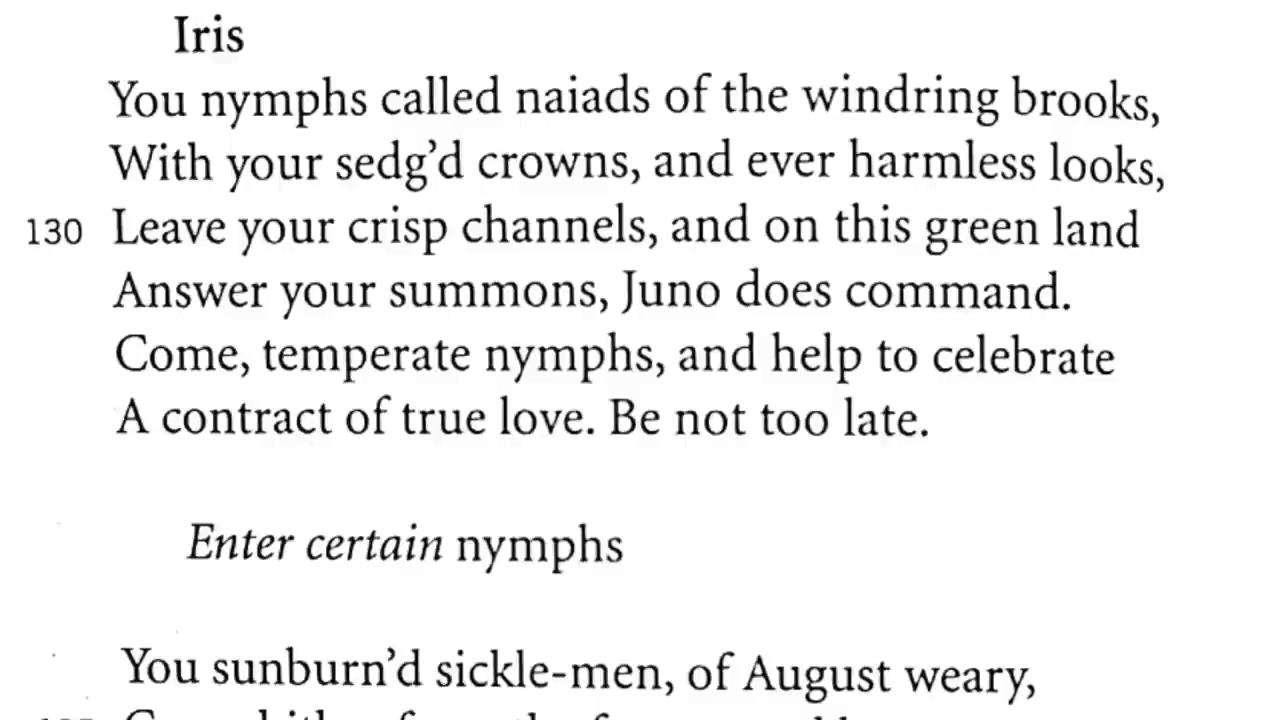 Iris
You nymphs called naiads of the windring brooks,
With your sedg’d crowns, and ever harmless looks,
130 Leave your crisp channels, and on this green land
Answer your summons, Juno does command.
Come, temperate nymphs, and help to celebrate
A contract of true love. Be not too late.
Enter certain nymphs
You sunburn’d sickle-men, of August weary,